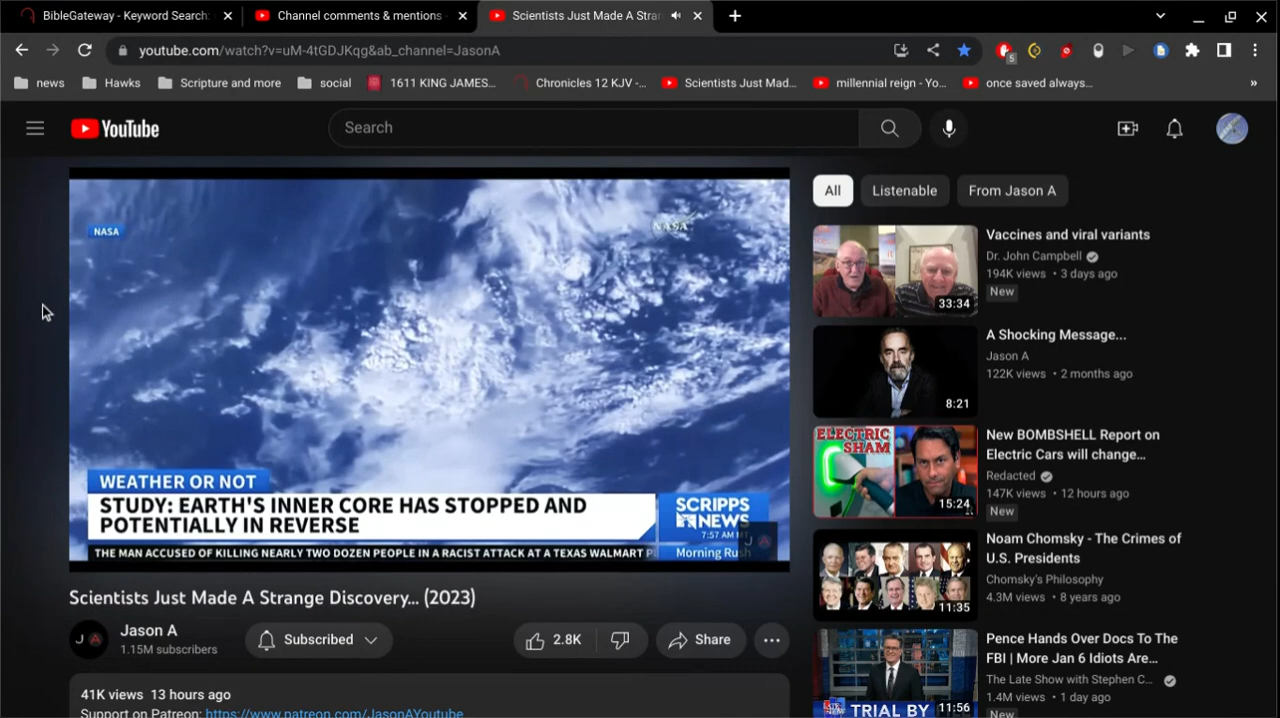 BibleGateway - Keyword Search:
Channel comments & mentions
Scientists Just Made A Stran
youtube.com/watch?v=uM-4tGDJKqg&ab_channel=JasonA
5
news
Hawks
Scripture and more
social
1611 KING JAMES...
Chronicles 12 KJV -...
Scientists Just Mad...
millennial reign - Yo...
once saved always...
»
YouTube
Search
NASA
NASA
WEATHER OR NOT
STUDY: EARTH'S INNER CORE HAS STOPPED AND
POTENTIALLY IN REVERSE
SCRIPPS
NEWS
7:57 AM
Morning Rush
J A
THE MAN ACCUSED OF KILLING NEARLY TWO DOZEN PEOPLE IN A RACIST ATTACK AT A TEXAS WALMART
Scientists Just Made A Strange Discovery... (2023)
J A
Jason A
1.15M subscribers
Subscribed
2.8K
Share
41K views 13 hours ago
Support on Patreon: https://www.patreon.com/JasonAYoutube
All
Listenable
From Jason A
33:34
Vaccines and viral variants
Dr. John Campbell
194K views • 3 days ago
New
8:21
A Shocking Message...
Jason A
122K views • 2 months ago
ELECTRIC
SHAM
15:24
New BOMBSHELL Report on
Electric Cars will change...
Redacted
147K views • 12 hours ago
New
11:35
Noam Chomsky - The Crimes of
U.S. Presidents
Chomsky's Philosophy
4.3M views • 8 years ago
TRIAL BY
11:56
Pence Hands Over Docs To The
FBI | More Jan 6 Idiots Are...
The Late Show with Stephen C...
1.4M views • 1 day ago
New